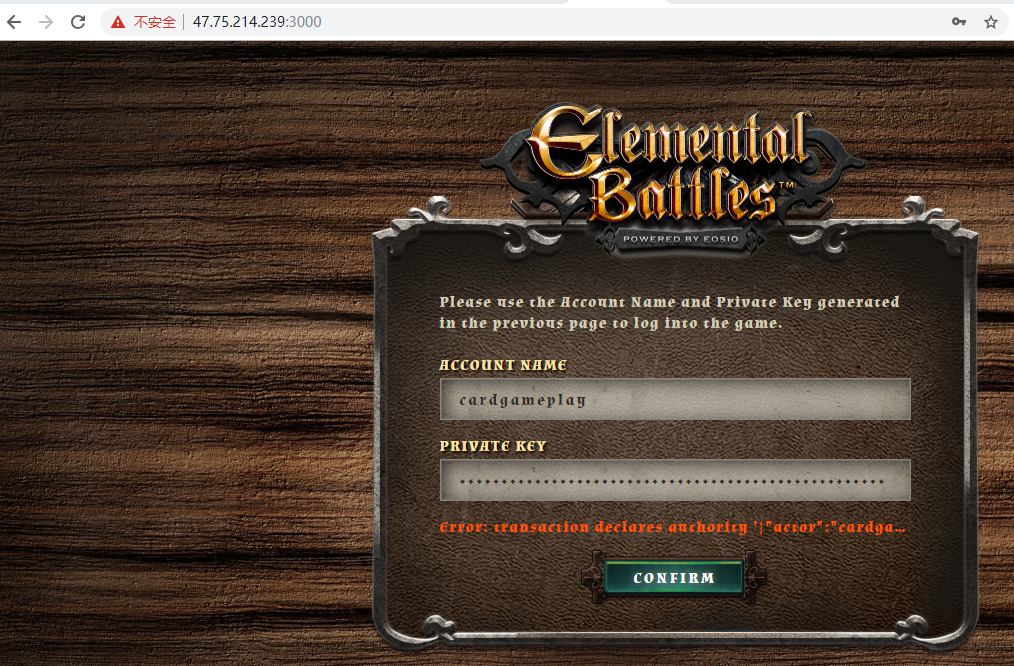 不安全 47.75.214.239:3000
Elemental
Battles™
POWERED BY EOSIO
Please use the Account Name and Private Key generated
in the previous page to log into the game.
ACCOUNT NAME
cardgameplay
PRIVATE KEY
Error: transaction declares authority '{"actor":"cardga...
CONFIRM